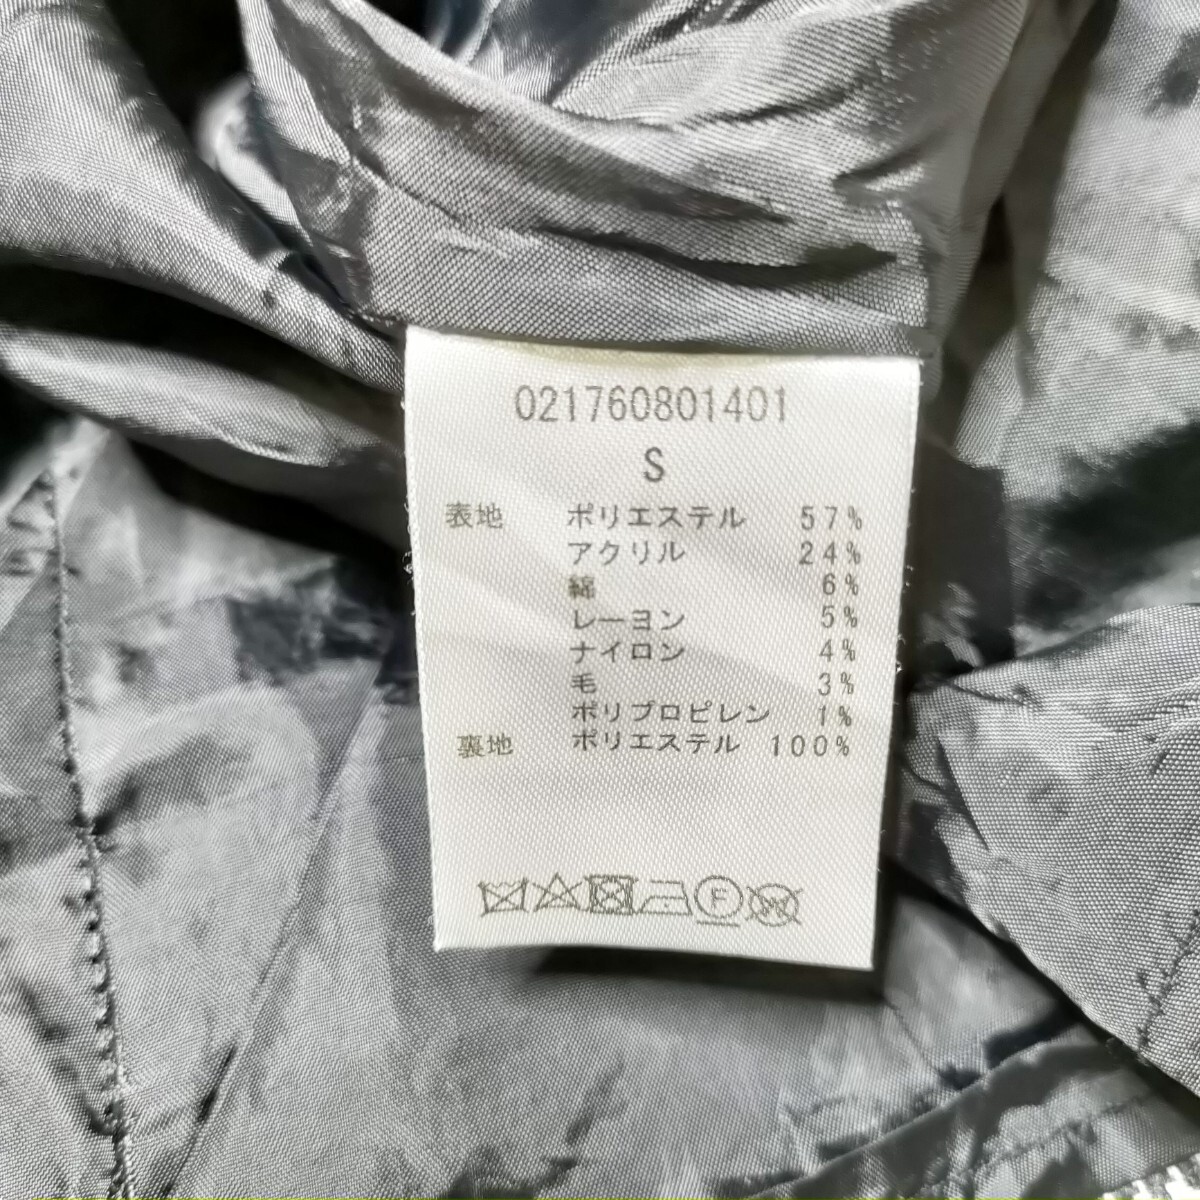 021760801401
S
表地 ポリエステル 57%
アクリル 24%
綿 6%
レーヨン 5%
ナイロン 4%
毛 3%
ポリプロピレン 1%
裏地 ポリエステル 100%
F
W